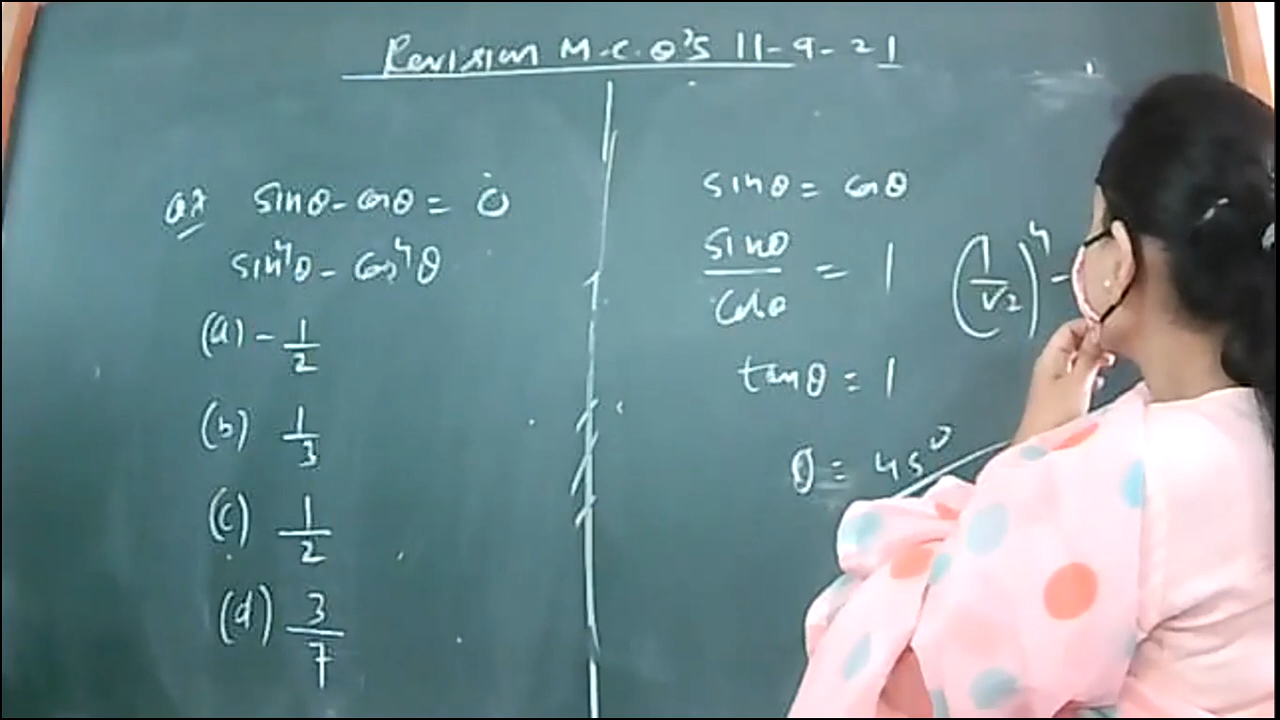 Revision M.C.Q's 11-9-21
Q7 sinθ - cosθ = 0
sin⁴θ - cos⁴θ
(a) - 1/2
(b) 1/3
(c) 1/2
(d) 3/7
sinθ = cosθ
sinθ/cosθ = 1
(1/√2)⁴ -
tanθ = 1
θ = 45°